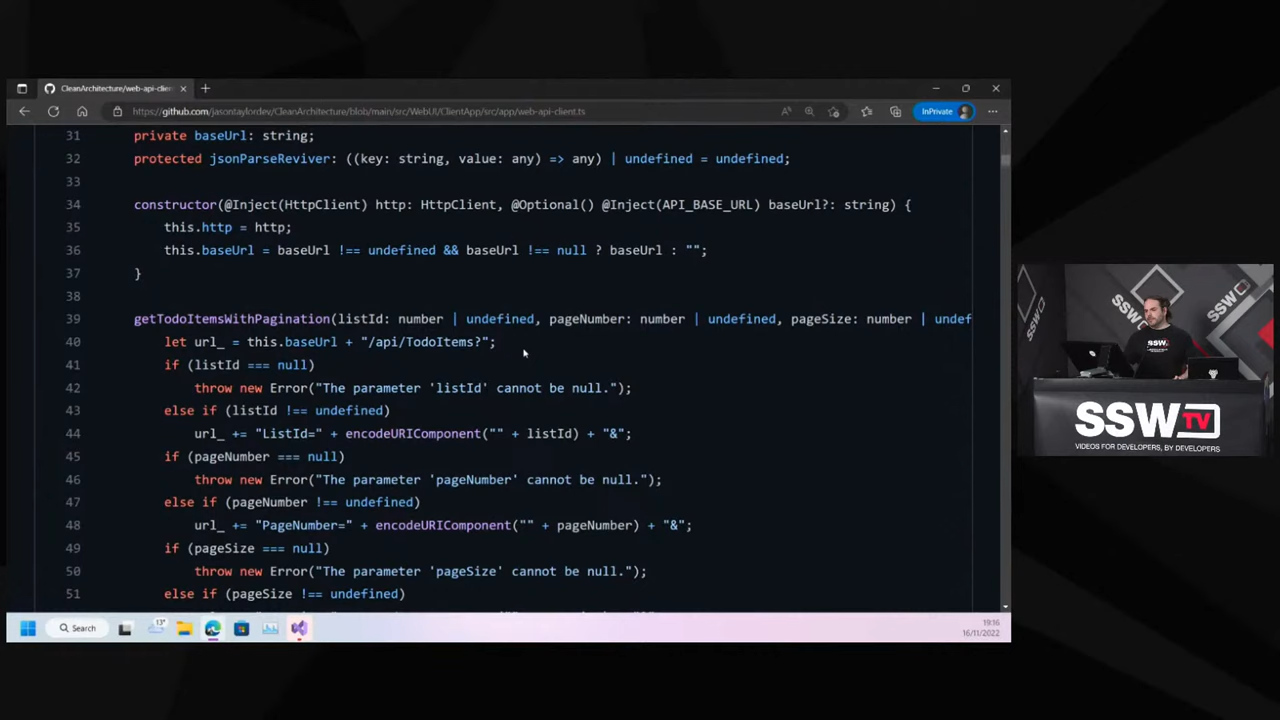 CleanArchitecture/web-api-clien
https://github.com/jasontaylordev/CleanArchitecture/blob/main/src/WebUI/ClientApp/src/app/web-api-client.ts
InPrivate
31 private baseUrl: string;
32 protected jsonParseReviver: ((key: string, value: any) => any) | undefined = undefined;
33
34 constructor(@Inject(HttpClient) http: HttpClient, @Optional() @Inject(API_BASE_URL) baseUrl?: string) {
35 this.http = http;
36 this.baseUrl = baseUrl !== undefined && baseUrl !== null ? baseUrl : "";
37 }
38
39 getTodoItemsWithPagination(listId: number | undefined, pageNumber: number | undefined, pageSize: number | undef
40 let url_ = this.baseUrl + "/api/TodoItems?";
41 if (listId === null)
42 throw new Error("The parameter 'listId' cannot be null.");
43 else if (listId !== undefined)
44 url_ += "ListId=" + encodeURIComponent("" + listId) + "&";
45 if (pageNumber === null)
46 throw new Error("The parameter 'pageNumber' cannot be null.");
47 else if (pageNumber !== undefined)
48 url_ += "PageNumber=" + encodeURIComponent("" + pageNumber) + "&";
49 if (pageSize === null)
50 throw new Error("The parameter 'pageSize' cannot be null.");
51 else if (pageSize !== undefined)
Search
13°
19:16
16/11/2022
SSW
SSW
SSW
SSW TV
VIDEOS FOR DEVELOPERS, BY DEVELOPERS